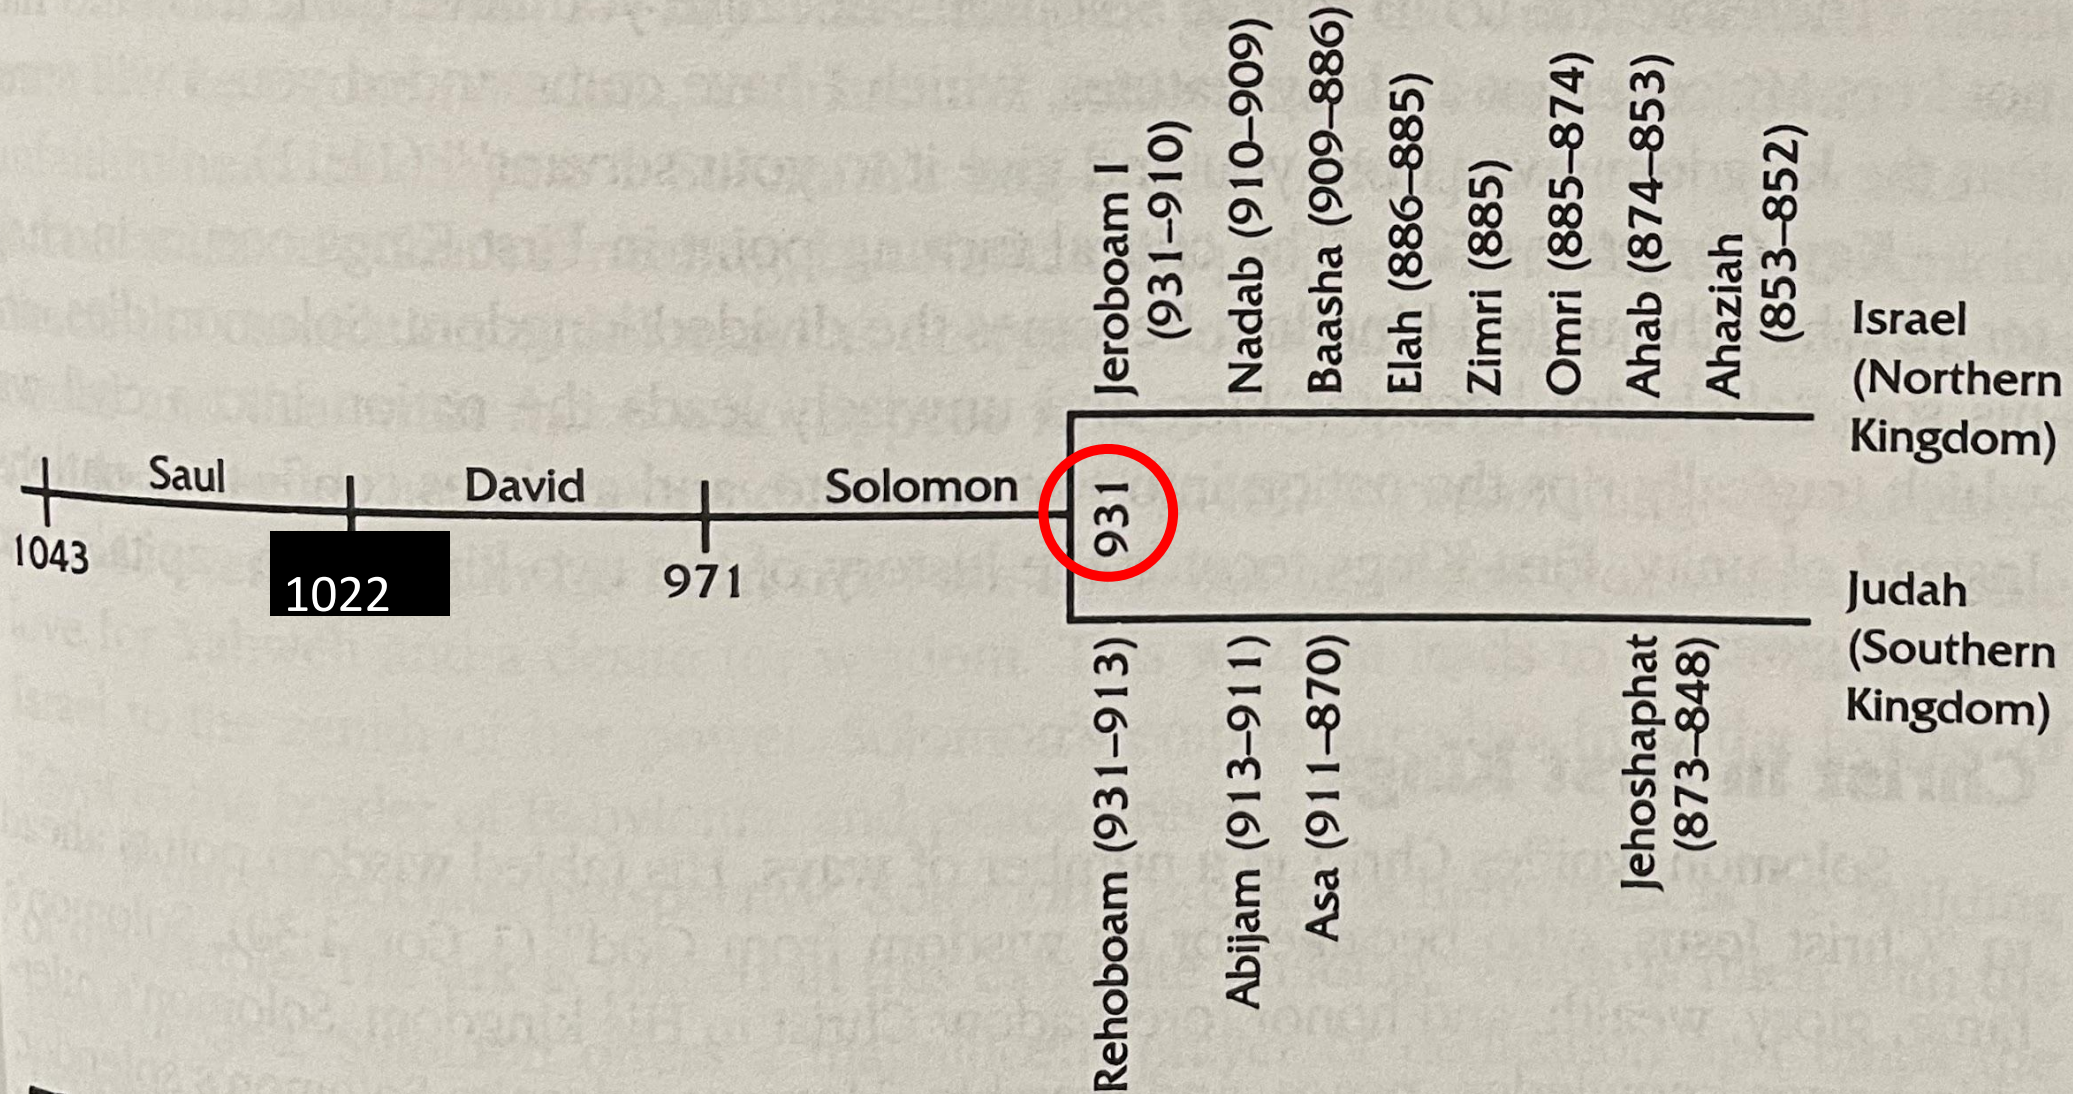 Saul
David
Solomon
1043
1022
971
931
Jeroboam I
(931–910)
Nadab (910–909)
Baasha (909–886)
Elah (886–885)
Zimri (885)
Omri (885–874)
Ahab (874–853)
Ahaziah
(853–852)
Israel
(Northern
Kingdom)
Rehoboam (931–913)
Abijam (913–911)
Asa (911–870)
Jehoshaphat
(873–848)
Judah
(Southern
Kingdom)